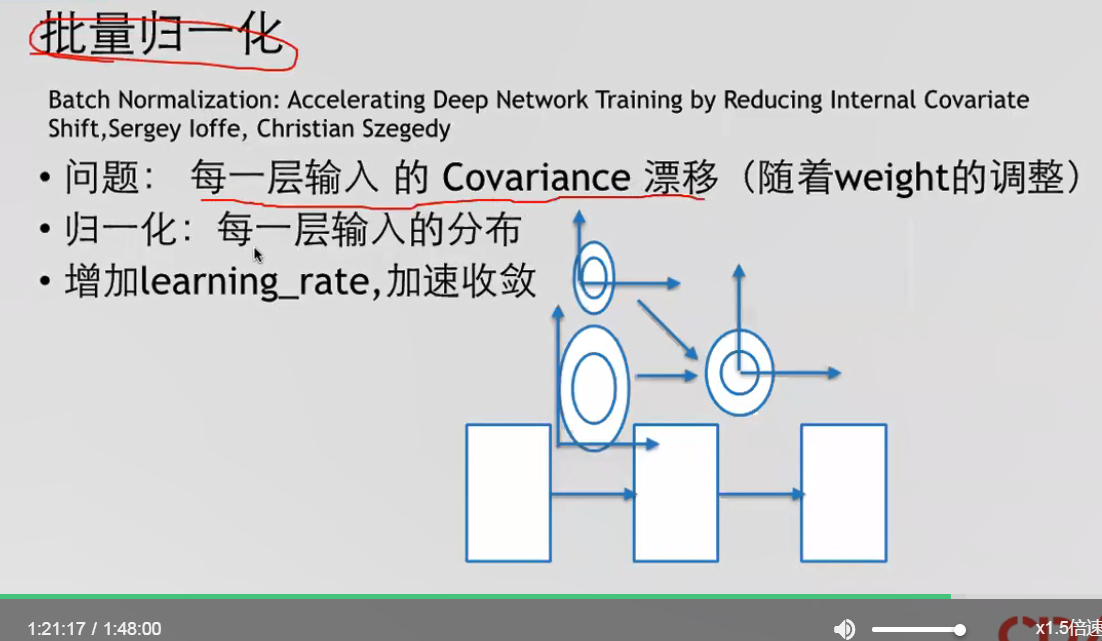 批量归一化
Batch Normalization: Accelerating Deep Network Training by Reducing Internal Covariate
Shift,Sergey Ioffe, Christian Szegedy
• 问题： 每一层输入 的 Covariance 漂移（随着weight的调整）
• 归一化：每一层输入的分布
• 增加learning_rate,加速收敛
1:21:17 / 1:48:00
x1.5倍速